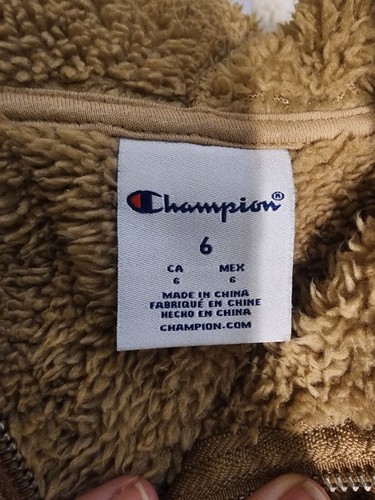 Champion®
6
CA MEX
6 6
MADE IN CHINA
FABRIQUÉ EN CHINE
HECHO EN CHINA
CHAMPION.COM